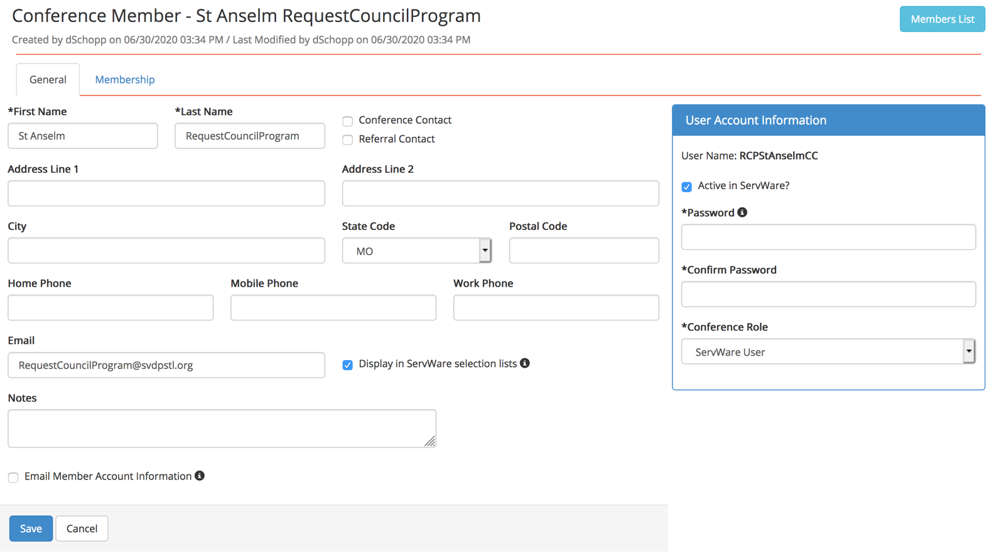 Conference Member - St Anselm RequestCouncilProgram
Members List
Created by dSchopp on 06/30/2020 03:34 PM / Last Modified by dSchopp on 06/30/2020 03:34 PM
General
Membership
*First Name
*Last Name
St Anselm
RequestCouncilProgram
Conference Contact
Referral Contact
Address Line 1
Address Line 2
City
State Code
Postal Code
MO
Home Phone
Mobile Phone
Work Phone
Email
RequestCouncilProgram@svdpstl.org
Display in ServWare selection lists
Notes
Email Member Account Information
Save
Cancel
User Account Information
User Name: RCPStAnselmCC
Active in ServWare?
*Password
*Confirm Password
*Conference Role
ServWare User